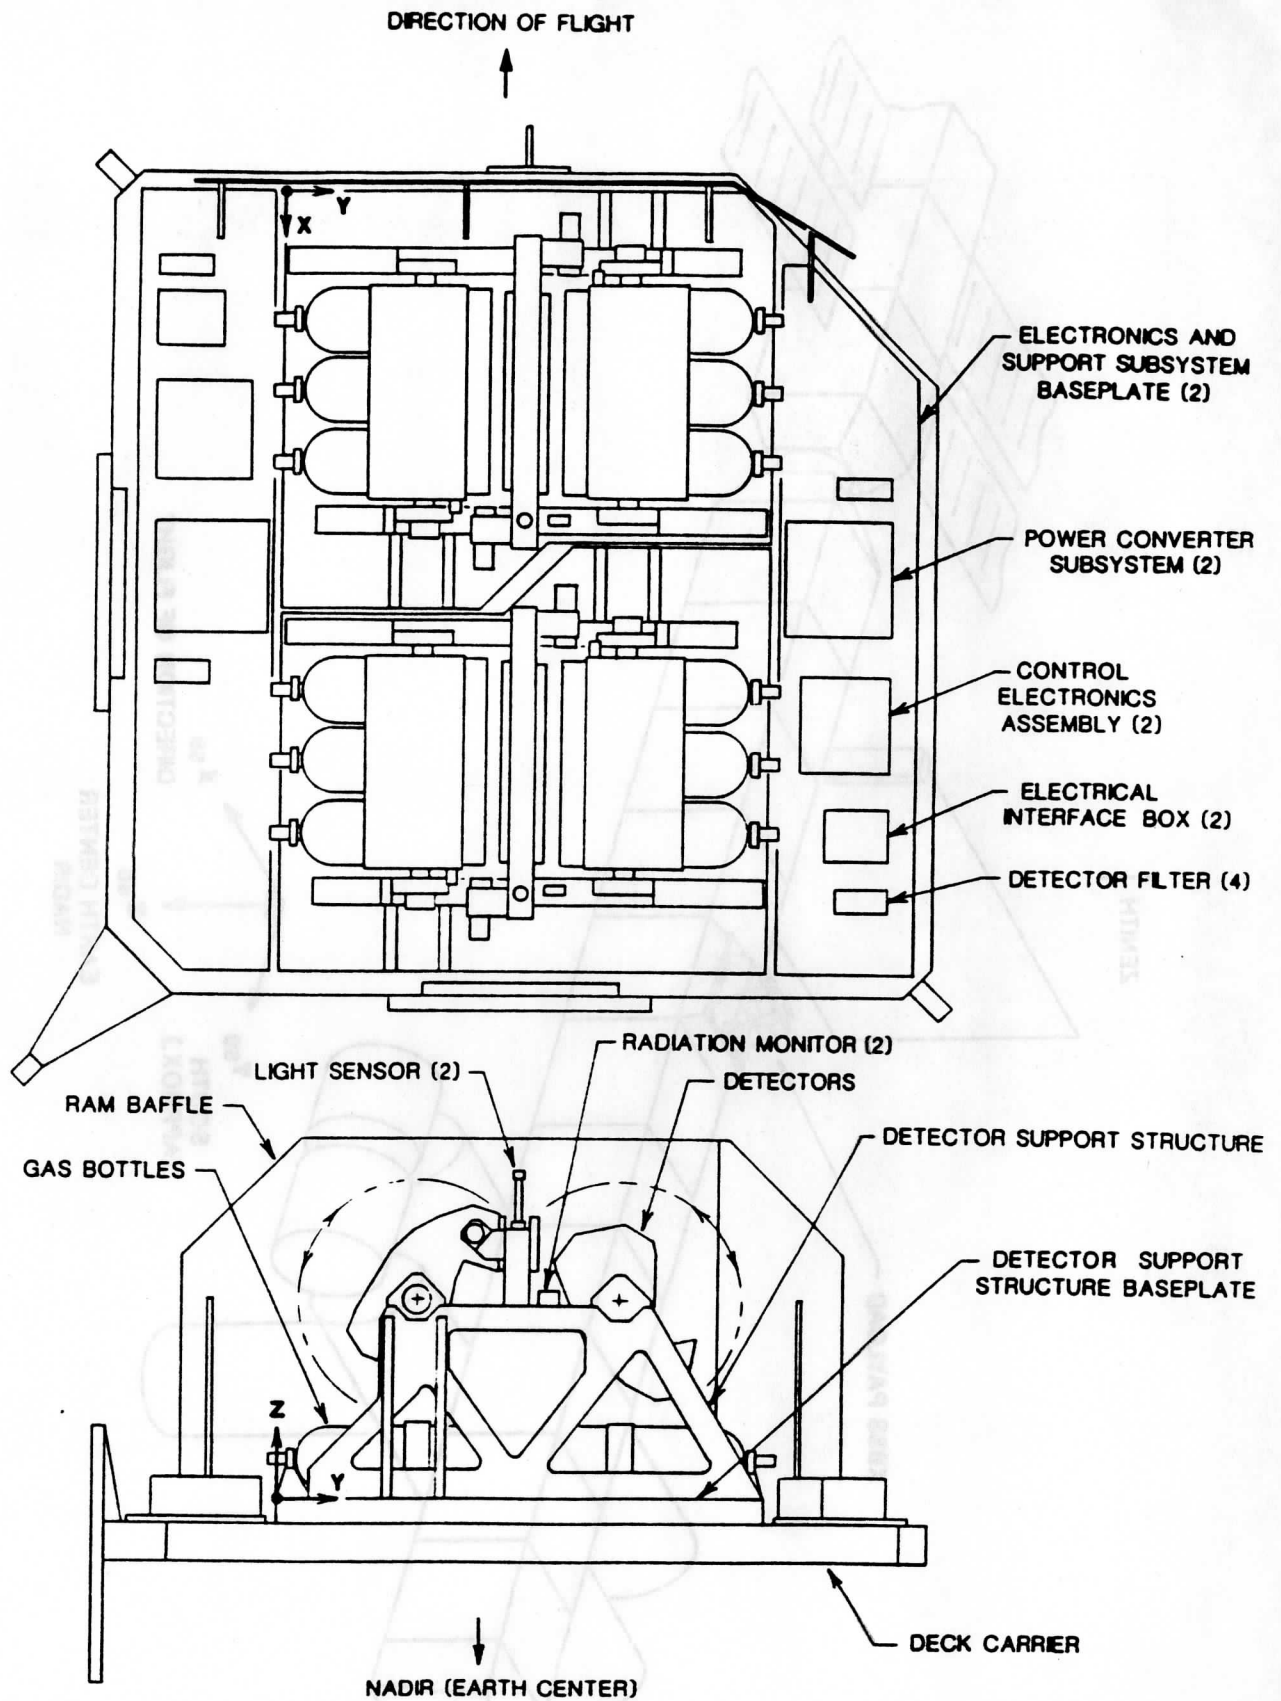 DIRECTION OF FLIGHT
Y
X
ELECTRONICS AND
SUPPORT SUBSYSTEM
BASEPLATE (2)
POWER CONVERTER
SUBSYSTEM (2)
CONTROL
ELECTRONICS
ASSEMBLY (2)
ELECTRICAL
INTERFACE BOX (2)
DETECTOR FILTER (4)
RADIATION MONITOR (2)
LIGHT SENSOR (2)
DETECTORS
RAM BAFFLE
DETECTOR SUPPORT STRUCTURE
GAS BOTTLES
DETECTOR SUPPORT
STRUCTURE BASEPLATE
Z
Y
DECK CARRIER
NADIR (EARTH CENTER)